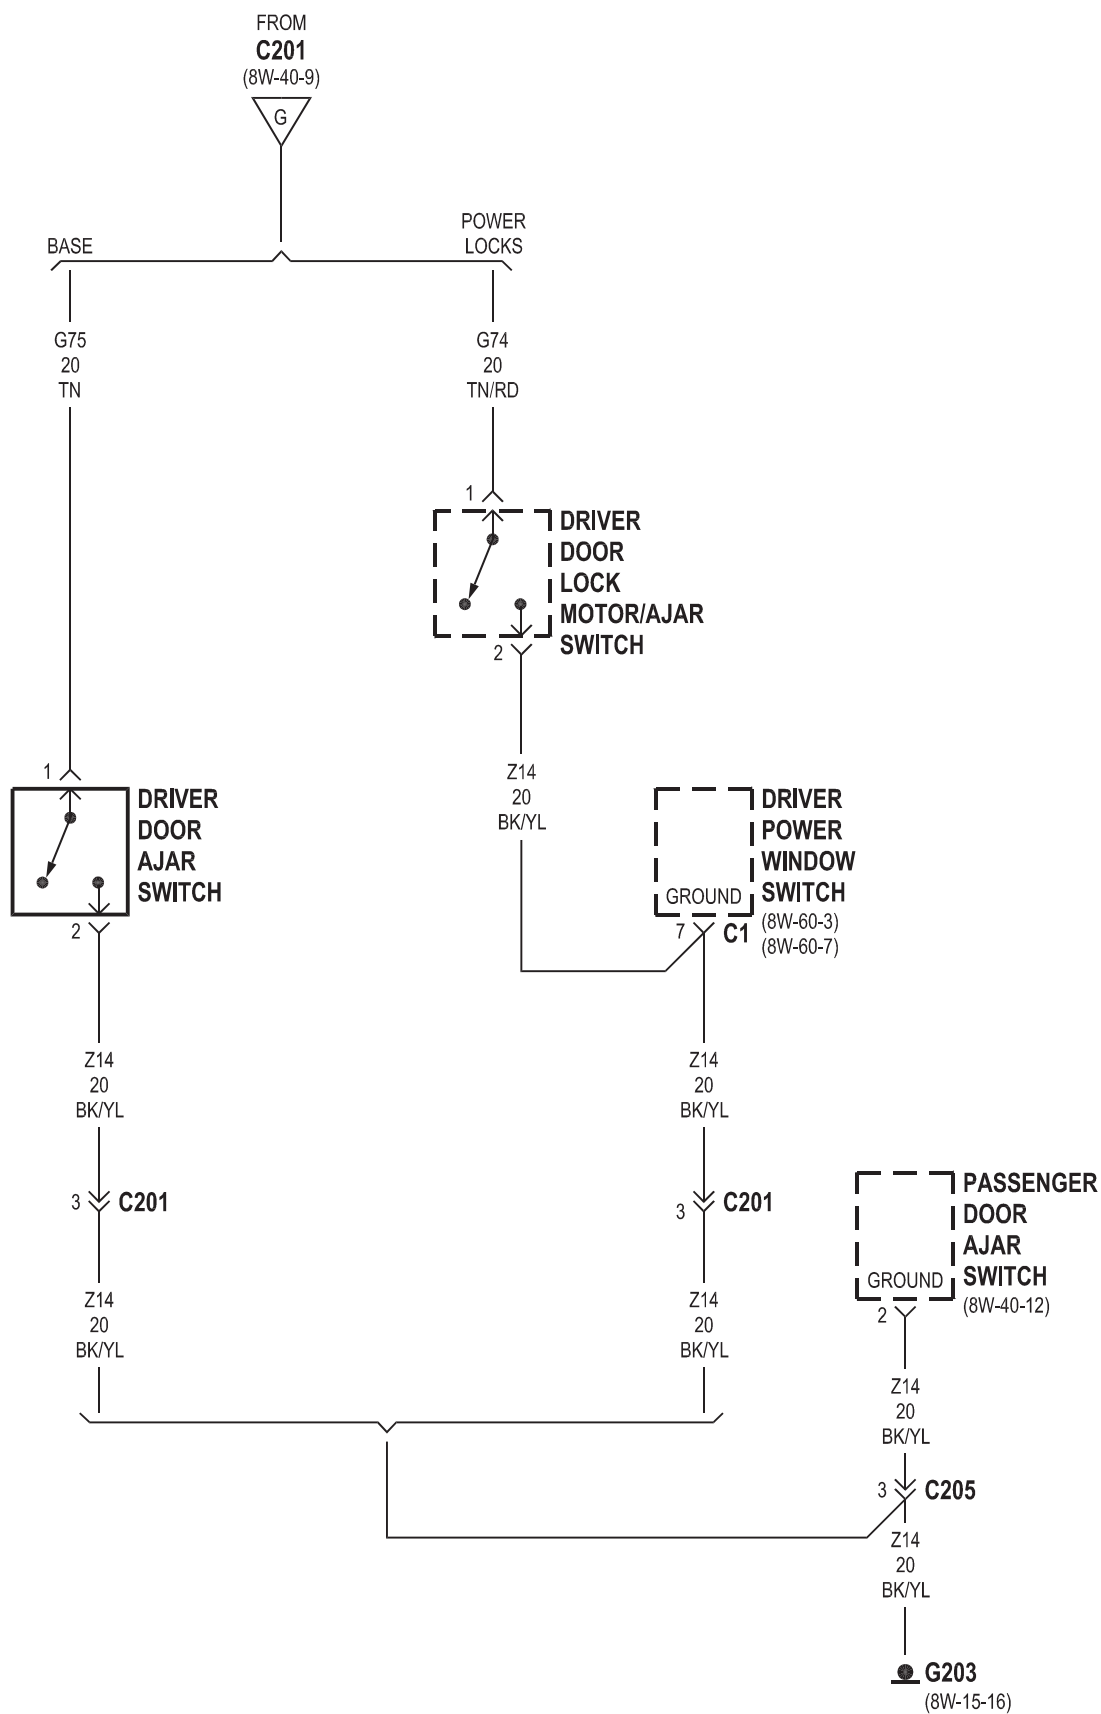 FROM
C201
(8W-40-9)
G
BASE
POWER
LOCKS
G75
20
TN
G74
20
TN/RD
1
DRIVER
DOOR
LOCK
MOTOR/AJAR
SWITCH
2
Z14
20
BK/YL
1
DRIVER
DOOR
AJAR
SWITCH
2
DRIVER
POWER
WINDOW
SWITCH
(8W-60-3)
(8W-60-7)
GROUND
7
C1
Z14
20
BK/YL
Z14
20
BK/YL
3
C201
3
C201
Z14
20
BK/YL
Z14
20
BK/YL
PASSENGER
DOOR
AJAR
SWITCH
(8W-40-12)
GROUND
2
Z14
20
BK/YL
3
C205
Z14
20
BK/YL
G203
(8W-15-16)